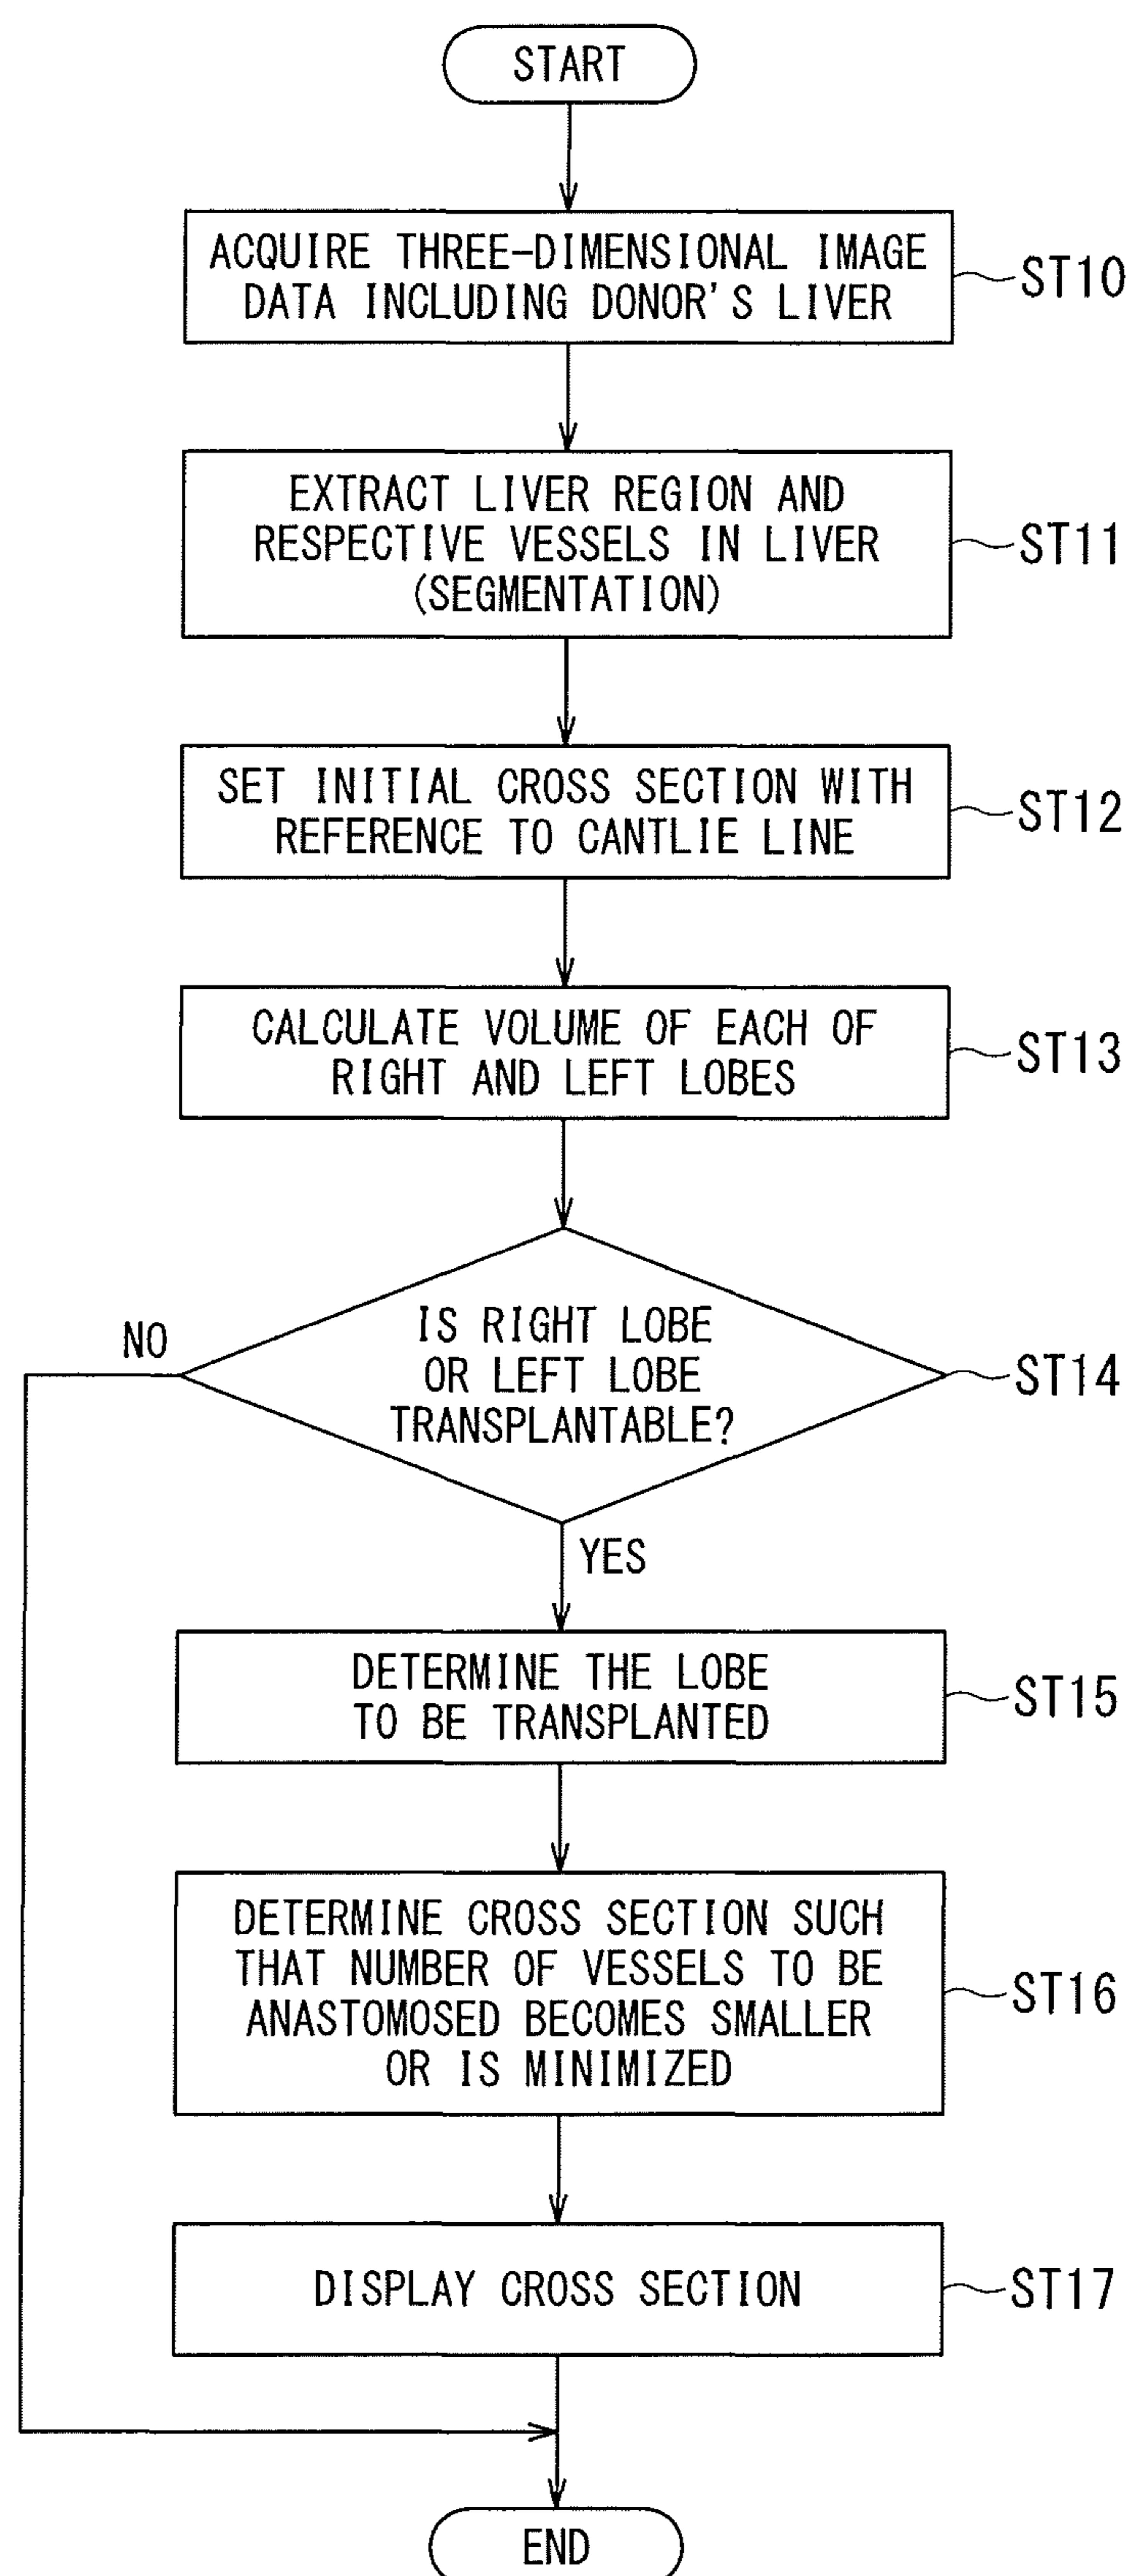 START
ACQUIRE THREE-DIMENSIONAL IMAGE
DATA INCLUDING DONOR'S LIVER
ST10
EXTRACT LIVER REGION AND
RESPECTIVE VESSELS IN LIVER
(SEGMENTATION)
ST11
SET INITIAL CROSS SECTION WITH
REFERENCE TO CANTLIE LINE
ST12
CALCULATE VOLUME OF EACH OF
RIGHT AND LEFT LOBES
ST13
NO
IS RIGHT LOBE
OR LEFT LOBE
TRANSPLANTABLE?
ST14
YES
DETERMINE THE LOBE
TO BE TRANSPLANTED
ST15
DETERMINE CROSS SECTION SUCH
THAT NUMBER OF VESSELS TO BE
ANASTOMOSED BECOMES SMALLER
OR IS MINIMIZED
ST16
DISPLAY CROSS SECTION
ST17
END